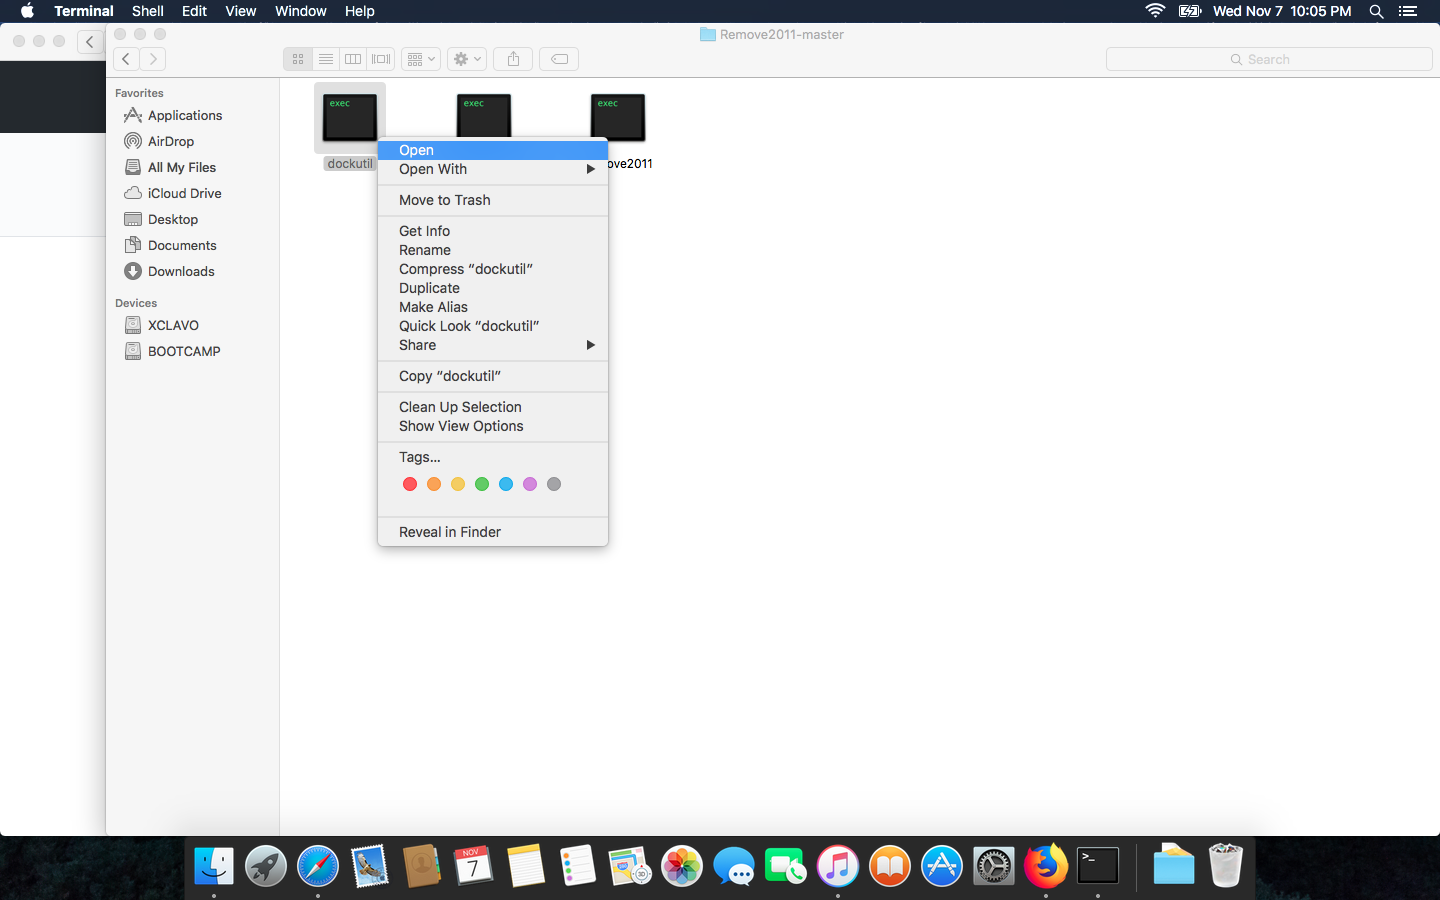 Terminal Shell Edit View Window Help Wed Nov 7 10:05 PM
Remove2011-master
Search
Favorites
Applications
AirDrop
All My Files
iCloud Drive
Desktop
Documents
Downloads
Devices
XCLAVO
BOOTCAMP
exec exec exec
dockutil ove2011
Open
Open With
Move to Trash
Get Info
Rename
Compress “dockutil”
Duplicate
Make Alias
Quick Look “dockutil”
Share
Copy “dockutil”
Clean Up Selection
Show View Options
Tags...
Reveal in Finder
NOV
7
3D
>_